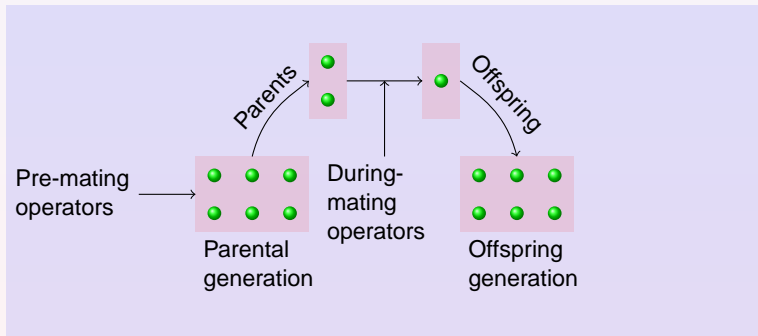 Parents
Offspring
Pre-mating
operators
During-
mating
operators
Parental
generation
Offspring
generation